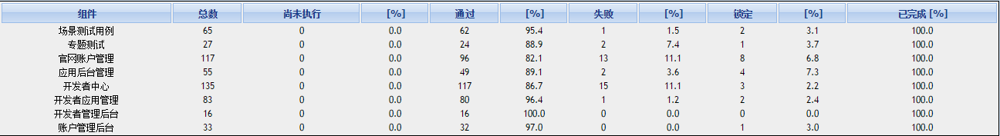 组件 总数 尚未执行 [%] 通过 [%] 失败 [%] 锁定 [%] 已完成 [%]
场景测试用例 65 0 0.0 62 95.4 1 1.5 2 3.1 100.0
专题测试 27 0 0.0 24 88.9 2 7.4 1 3.7 100.0
官网账户管理 117 0 0.0 96 82.1 13 11.1 8 6.8 100.0
应用后台管理 55 0 0.0 49 89.1 2 3.6 4 7.3 100.0
开发者中心 135 0 0.0 117 86.7 15 11.1 3 2.2 100.0
开发者应用管理 83 0 0.0 80 96.4 1 1.2 2 2.4 100.0
开发者管理后台 16 0 0.0 16 100.0 0 0.0 0 0.0 100.0
账户管理后台 33 0 0.0 32 97.0 0 0.0 1 3.0 100.0